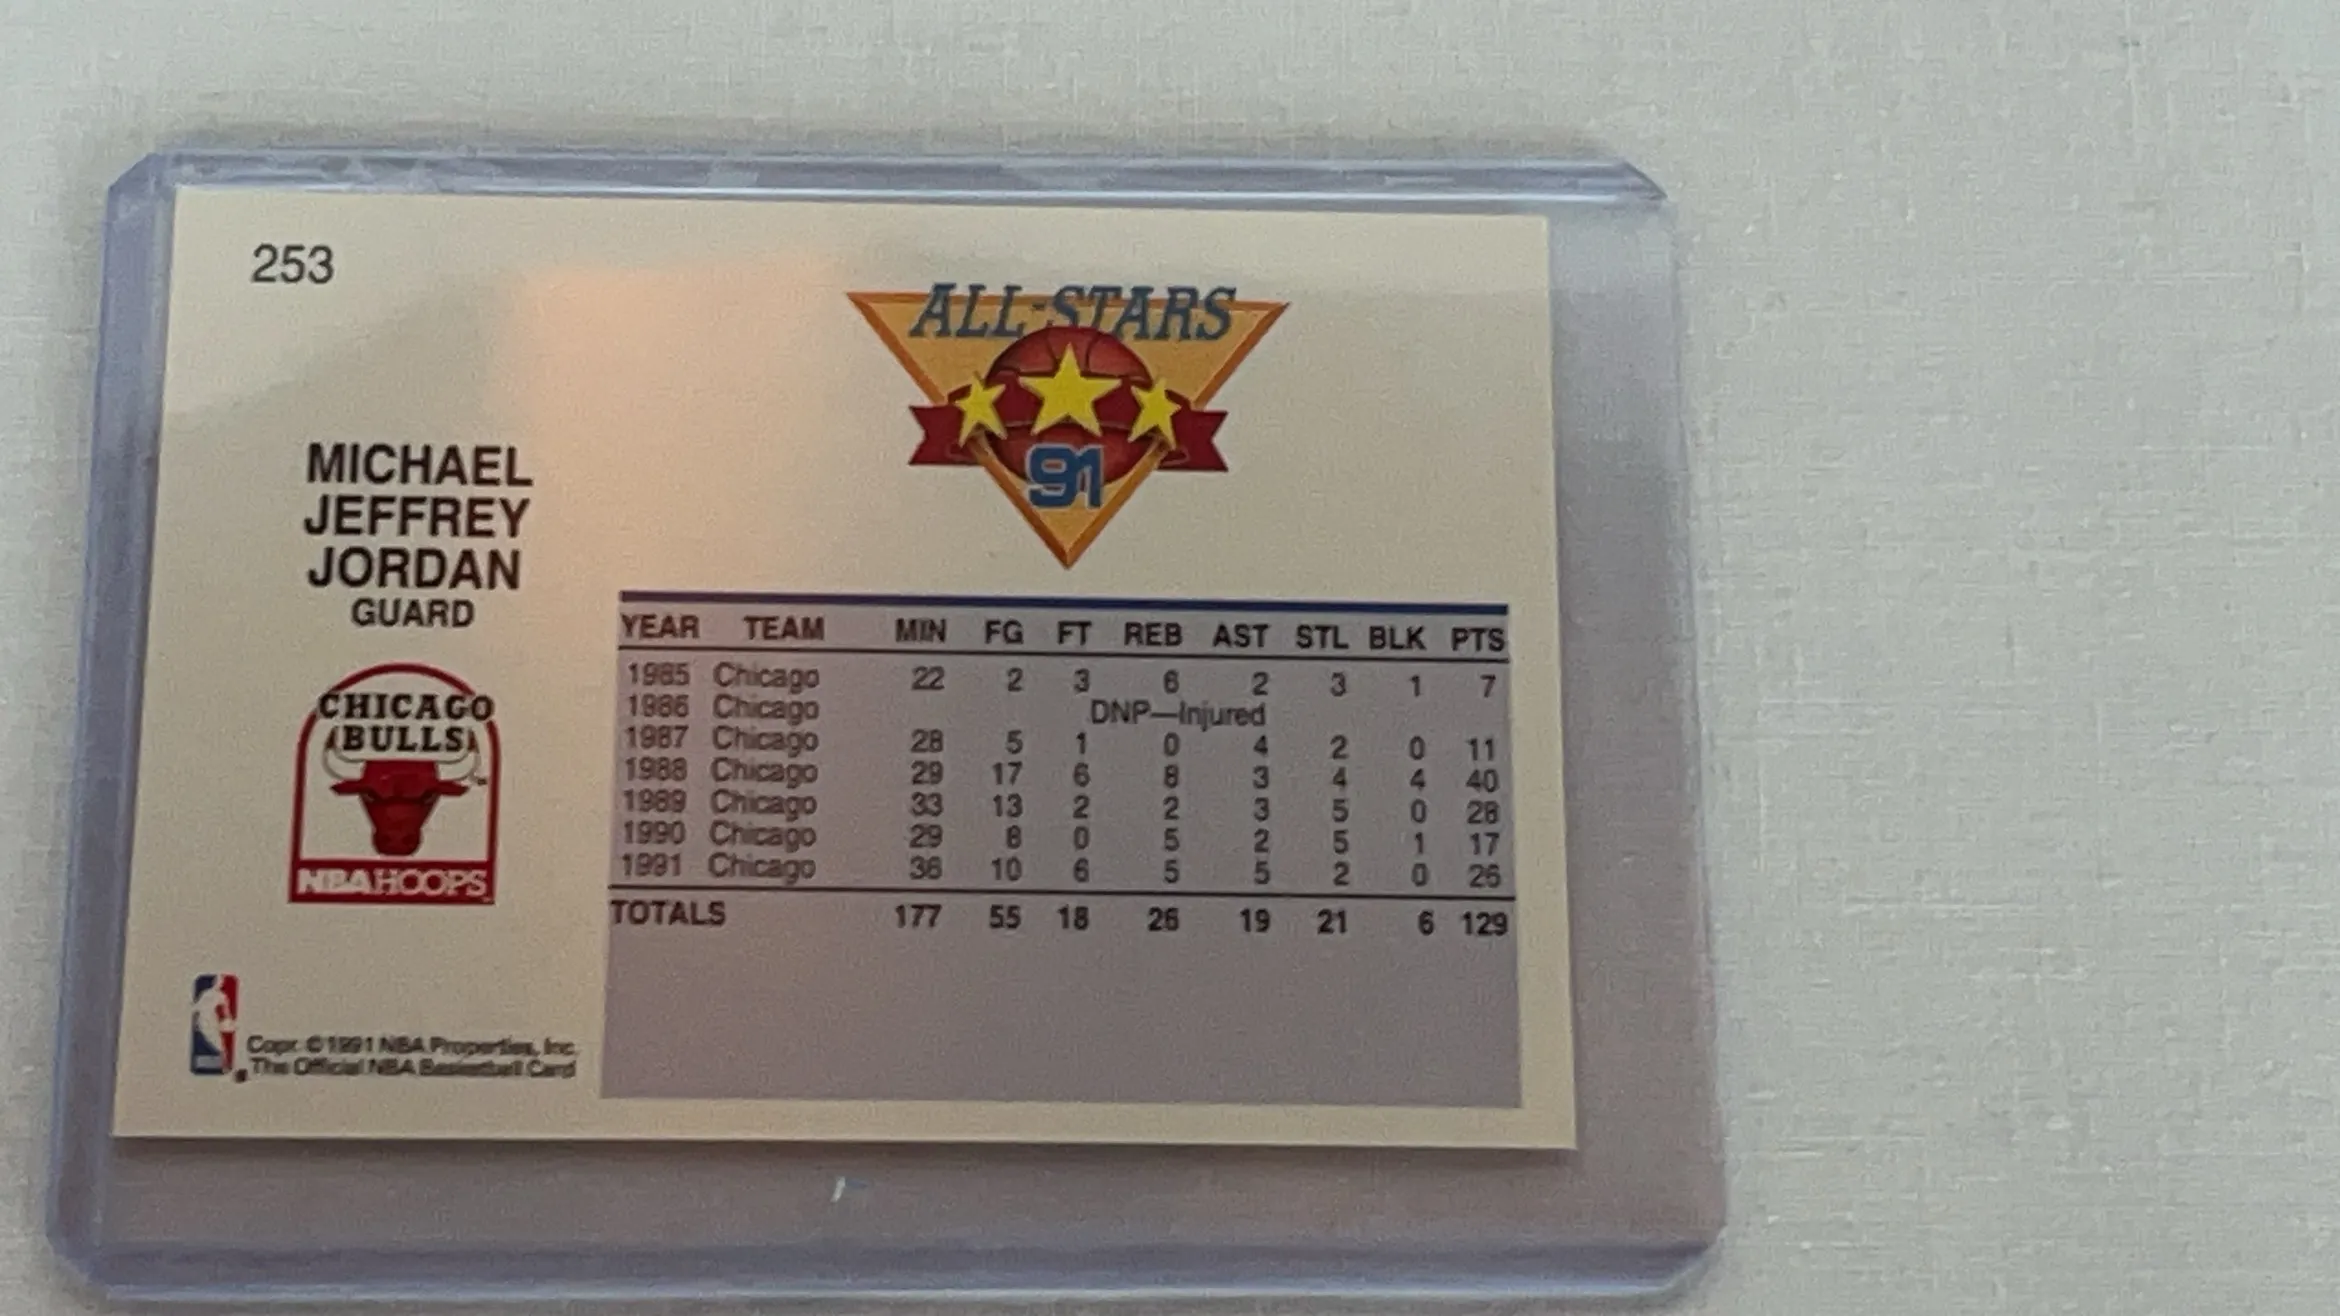 253
ALL-STARS
91
MICHAEL
JEFFREY
JORDAN
GUARD
CHICAGO
BULLS
NBA HOOPS
YEAR TEAM MIN FG FT REB AST STL BLK PTS
1985 Chicago 22 2 3 6 2 3 1 7
1986 Chicago DNP—Injured
1987 Chicago 28 5 1 0 4 2 0 11
1988 Chicago 29 17 6 8 3 4 4 40
1989 Chicago 33 13 2 2 3 5 0 28
1990 Chicago 29 8 0 5 2 5 1 17
1991 Chicago 36 10 6 5 5 2 0 26
TOTALS 177 55 18 26 19 21 6 129
Copr. ©1991 NBA Properties, Inc.
The Official NBA Basketball Card